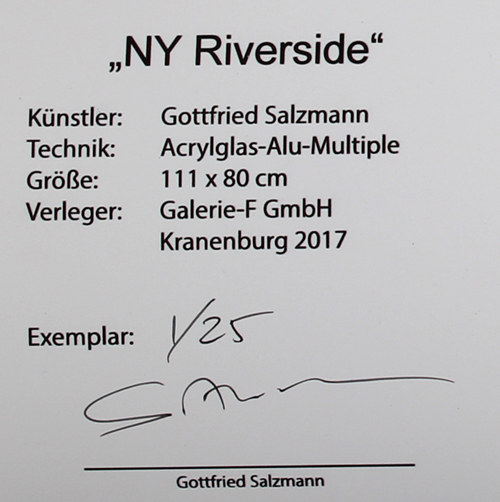 „NY Riverside“
Künstler: Gottfried Salzmann
Technik: Acrylglas-Alu-Multiple
Größe: 111 x 80 cm
Verleger: Galerie-F GmbH
Kranenburg 2017
Exemplar: 1/25
Gottfried Salzmann